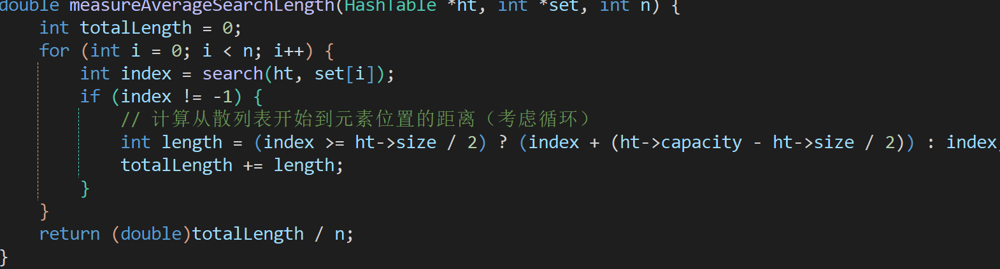 double measureAverageSearchLength(HashTable *ht, int *set, int n) {
    int totalLength = 0;
    for (int i = 0; i < n; i++) {
        int index = search(ht, set[i]);
        if (index != -1) {
            // 计算从散列表开始到元素位置的距离（考虑循环）
            int length = (index >= ht->size / 2) ? (index + (ht->capacity - ht->size / 2)) : index;
            totalLength += length;
        }
    }
    return (double)totalLength / n;
}